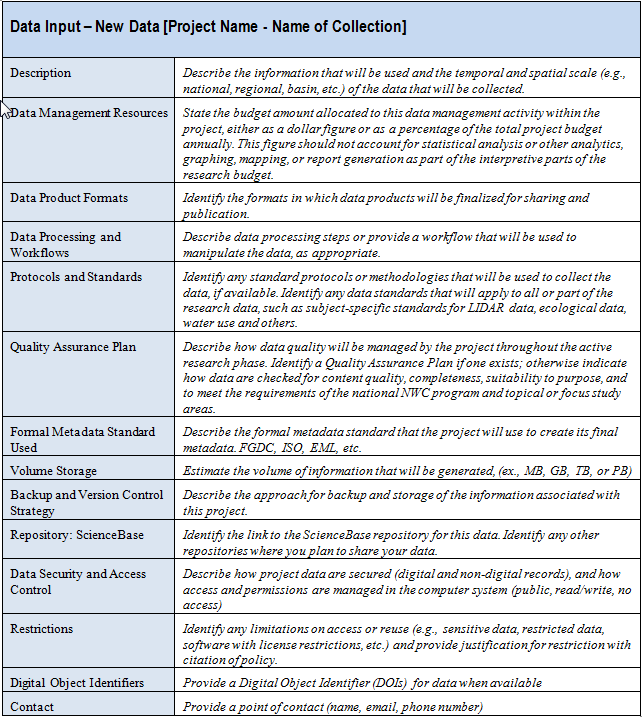 Data Input – New Data [Project Name - Name of Collection]
Description
Describe the information that will be used and the temporal and spatial scale (e.g.,
national, regional, basin, etc.) of the data that will be collected.
Data Management Resources
State the budget amount allocated to this data management activity within the
project, either as a dollar figure or as a percentage of the total project budget
annually. This figure should not account for statistical analysis or other analytics,
graphing, mapping, or report generation as part of the interpretive parts of the
research budget.
Data Product Formats
Identify the formats in which data products will be finalized for sharing and
publication.
Data Processing and
Workflows
Describe data processing steps or provide a workflow that will be used to
manipulate the data, as appropriate.
Protocols and Standards
Identify any standard protocols or methodologies that will be used to collect the
data, if available. Identify any data standards that will apply to all or part of the
research data, such as subject-specific standards for LIDAR data, ecological data,
water use and others.
Quality Assurance Plan
Describe how data quality will be managed by the project throughout the active
research phase. Identify a Quality Assurance Plan if one exists; otherwise indicate
how data are checked for content quality, completeness, suitability to purpose, and
to meet the requirements of the national NWC program and topical or focus study
areas.
Formal Metadata Standard
Used
Describe the formal metadata standard that the project will use to create its final
metadata. FGDC, ISO, EML, etc.
Volume Storage
Estimate the volume of information that will be generated, (ex., MB, GB, TB, or PB)
Backup and Version Control
Strategy
Describe the approach for backup and storage of the information associated with
this project.
Repository: ScienceBase
Identify the link to the ScienceBase repository for this data. Identify any other
repositories where you plan to share your data.
Data Security and Access
Control
Describe how project data are secured (digital and non-digital records), and how
access and permissions are managed in the computer system (public, read/write, no
access)
Restrictions
Identify any limitations on access or reuse (e.g., sensitive data, restricted data,
software with license restrictions, etc.) and provide justification for restriction with
citation of policy.
Digital Object Identifiers
Provide a Digital Object Identifier (DOIs) for data when available
Contact
Provide a point of contact (name, email, phone number)